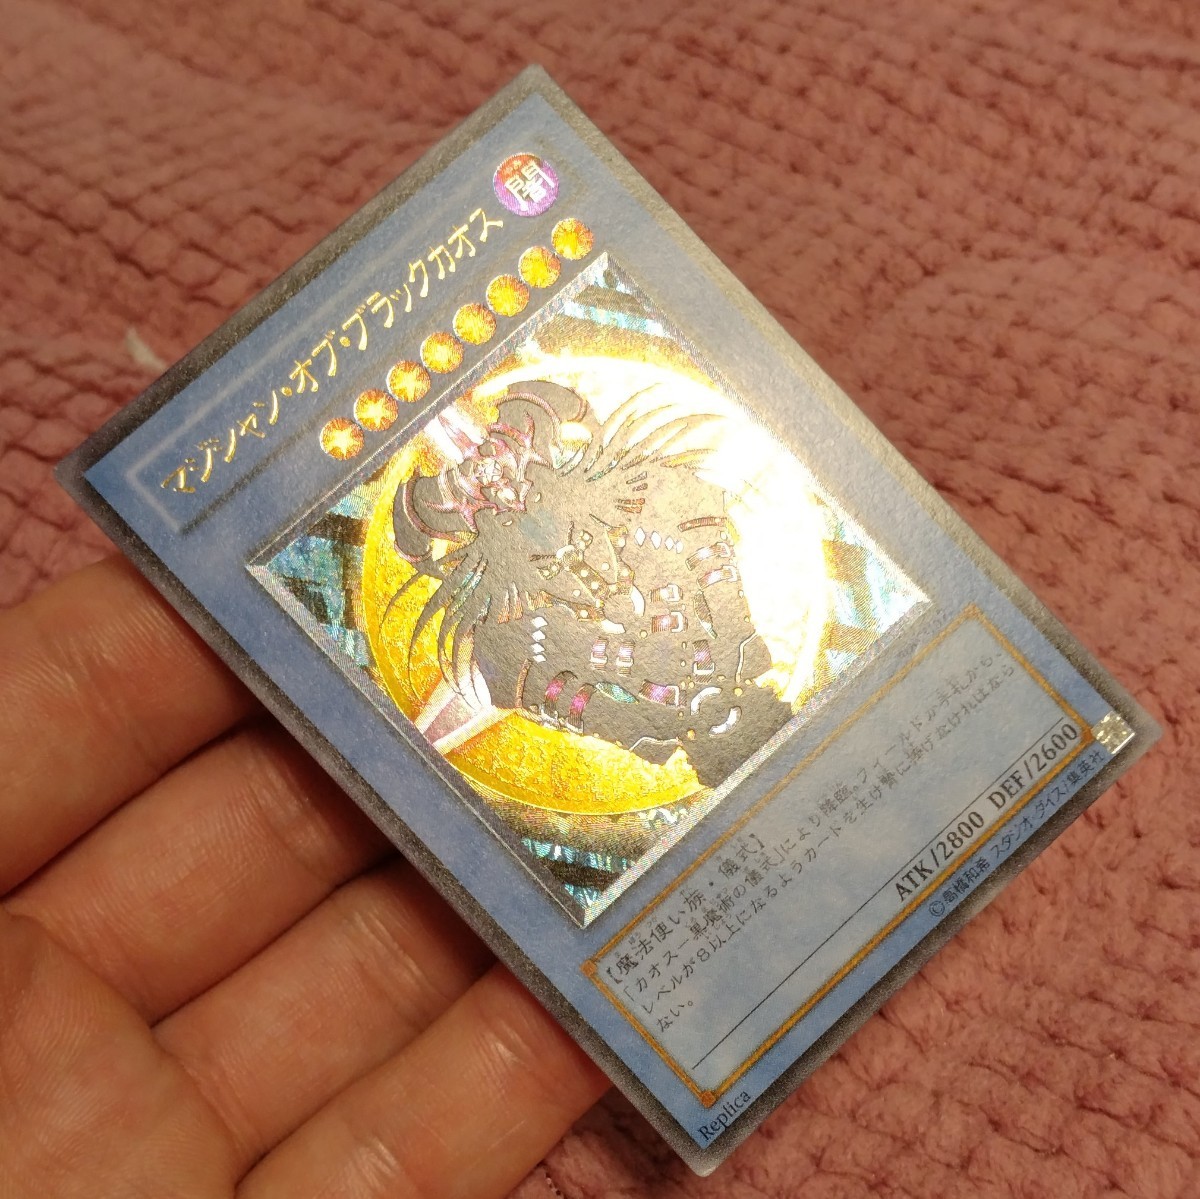 マジシャン・オブ・ブラックカオス
闇
【魔法使い族・儀式】
「カオス－黒魔術の儀式」により降臨。フィールドか手札から、
レベルが8以上になるようカードを生け贄に捧げなければなら
ない。
ATK/2800 DEF/2600
Replica
©高橋和希 スタジオ・ダイス/集英社